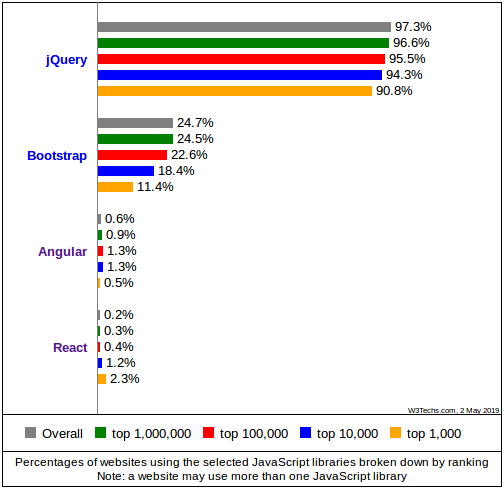 97.3%
96.6%
jQuery 95.5%
94.3%
90.8%
24.7%
24.5%
Bootstrap 22.6%
18.4%
11.4%
0.6%
0.9%
Angular 1.3%
1.3%
0.5%
0.2%
0.3%
React 0.4%
1.2%
2.3%
W3Techs.com, 2 May 2019
Overall top 1,000,000 top 100,000 top 10,000 top 1,000
Percentages of websites using the selected JavaScript libraries broken down by ranking
Note: a website may use more than one JavaScript library